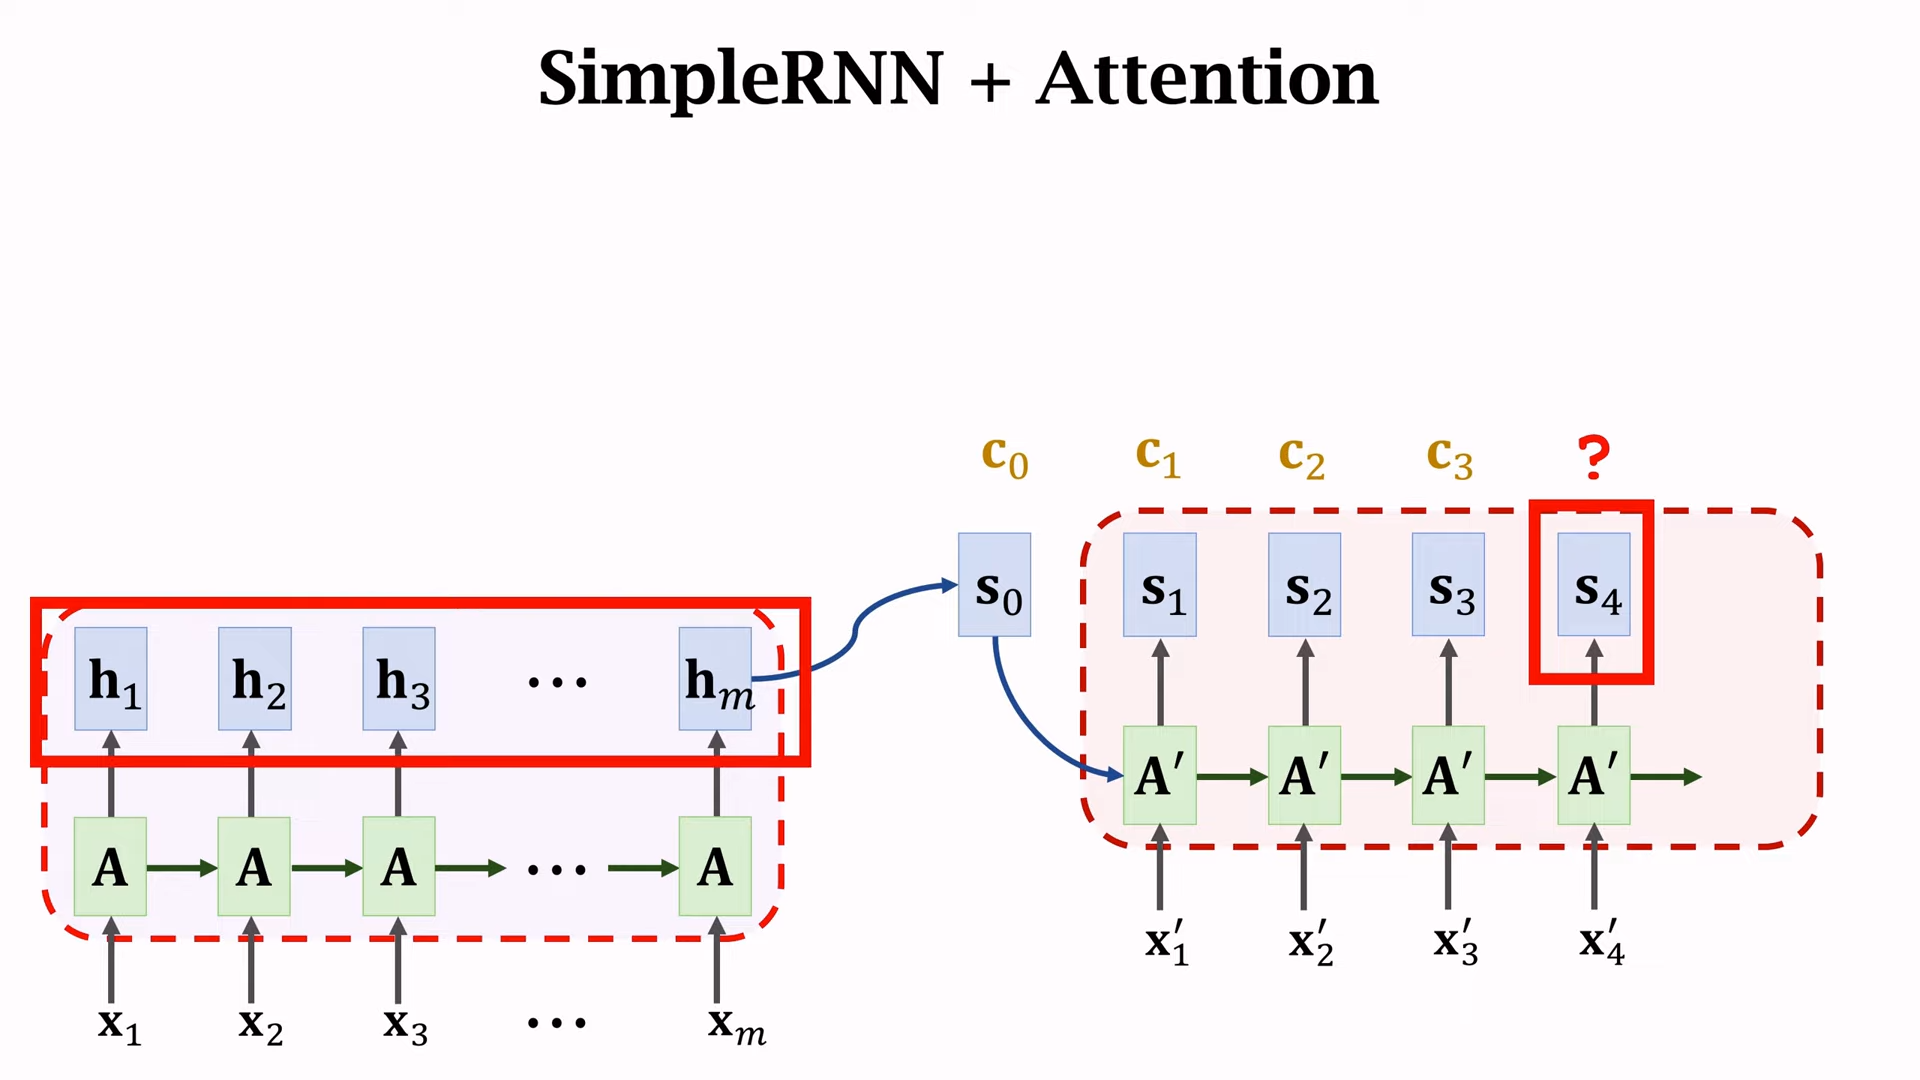 SimpleRNN + Attention
c₀ c₁ c₂ c₃ ?
s₀ s₁ s₂ s₃ s₄
h₁ h₂ h₃ ⋯ hₘ
A′ A′ A′ A′
A A A ⋯ A
x′₁ x′₂ x′₃ x′₄
x₁ x₂ x₃ ⋯ xₘ